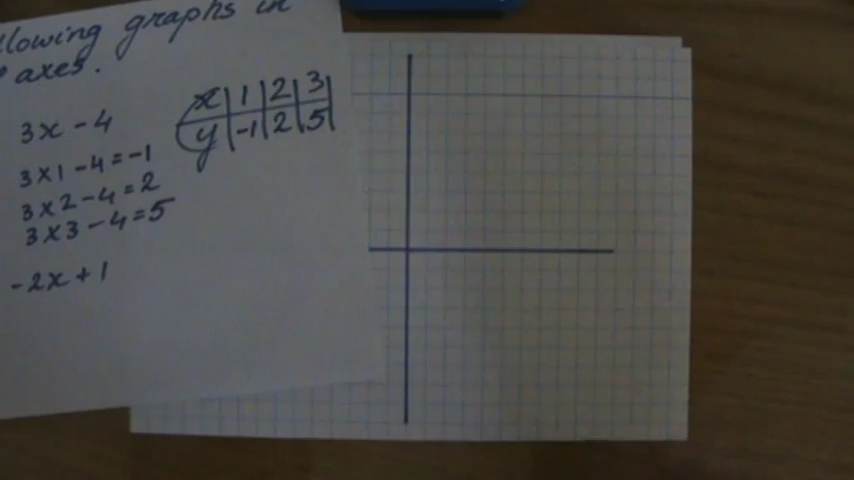 graphs in
axes.
x 1 2 3
y -1 2 5
3x - 4
3x1-4=-1
3x2-4=2
3x3-4=5
-2x+1